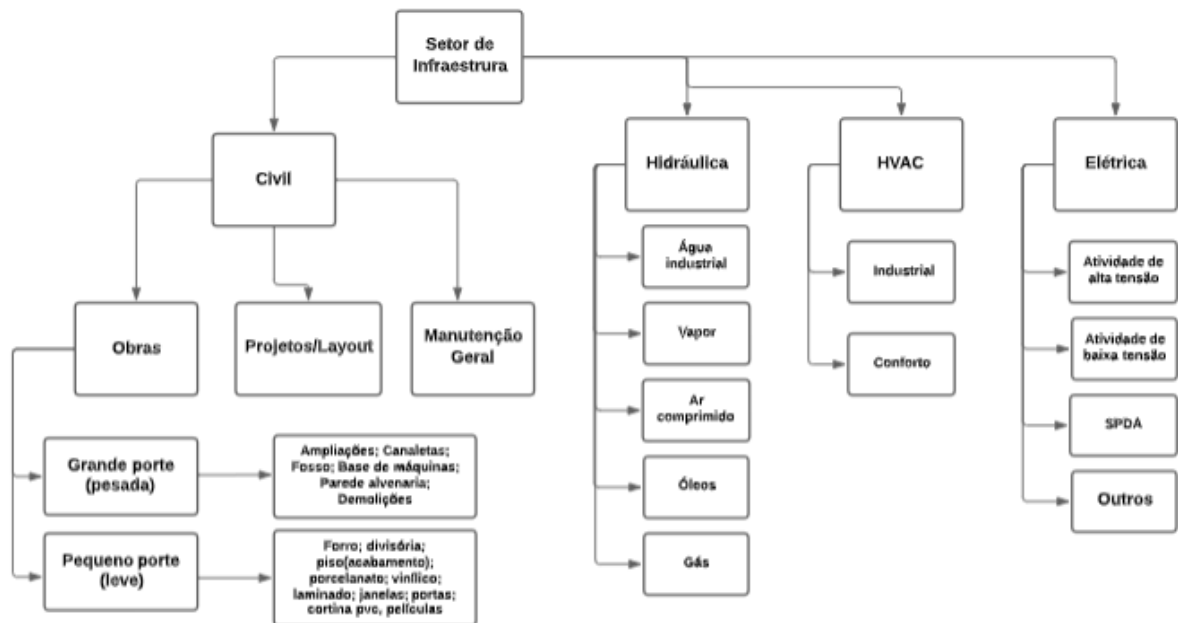 Setor de
Infraestrura
Civil
Hidráulica
HVAC
Elétrica
Obras
Projetos/Layout
Manutenção
Geral
Água
industrial
Vapor
Ar
comprimido
Óleos
Gás
Industrial
Conforto
Atividade de
alta tensão
Atividade de
baixa tensão
SPDA
Outros
Grande porte
(pesada)
Ampliações; Canaletas;
Fosso; Base de máquinas;
Parede alvenaria;
Demolições
Pequeno porte
(leve)
Forro; divisória;
piso(acabamento);
porcelanato; vinílico;
laminado; janelas; portas;
cortina pvc, películas